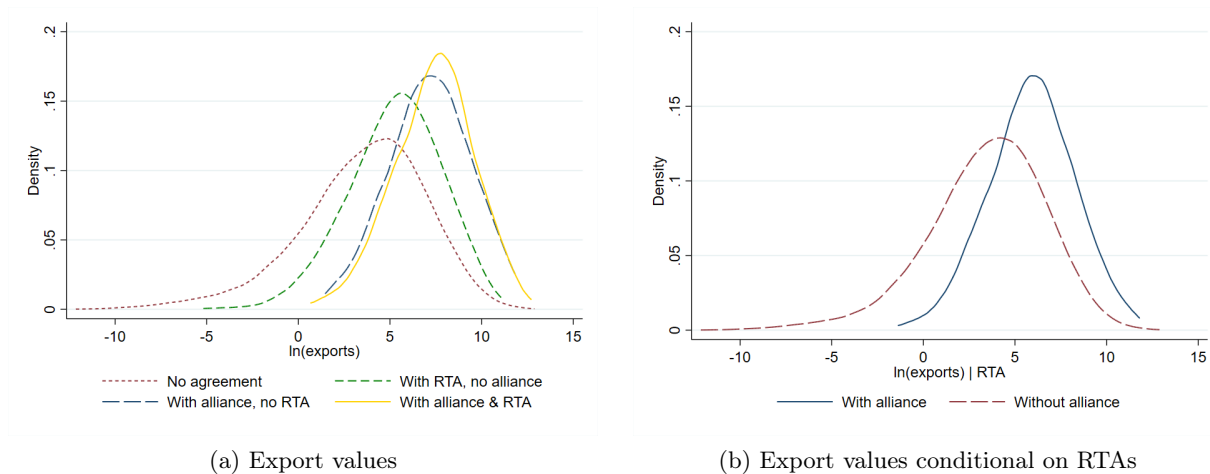 .2
.15
.1
.05
0
Density
-10 -5 0 5 10 15
ln(exports)
No agreement With RTA, no alliance
With alliance, no RTA With alliance & RTA
(a) Export values
.2
.15
.1
.05
0
Density
-10 -5 0 5 10 15
ln(exports) | RTA
With alliance Without alliance
(b) Export values conditional on RTAs